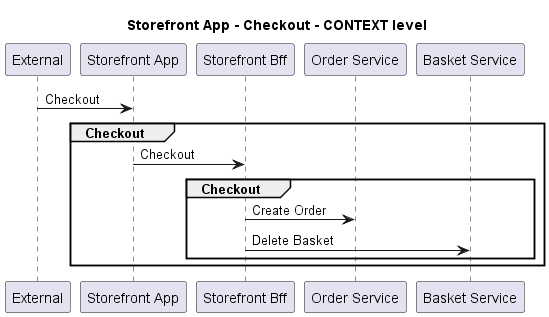 Storefront App - Checkout - CONTEXT level
External Storefront App Storefront Bff Order Service Basket Service
Checkout
Checkout
Checkout
Checkout
Create Order
Delete Basket
External Storefront App Storefront Bff Order Service Basket Service